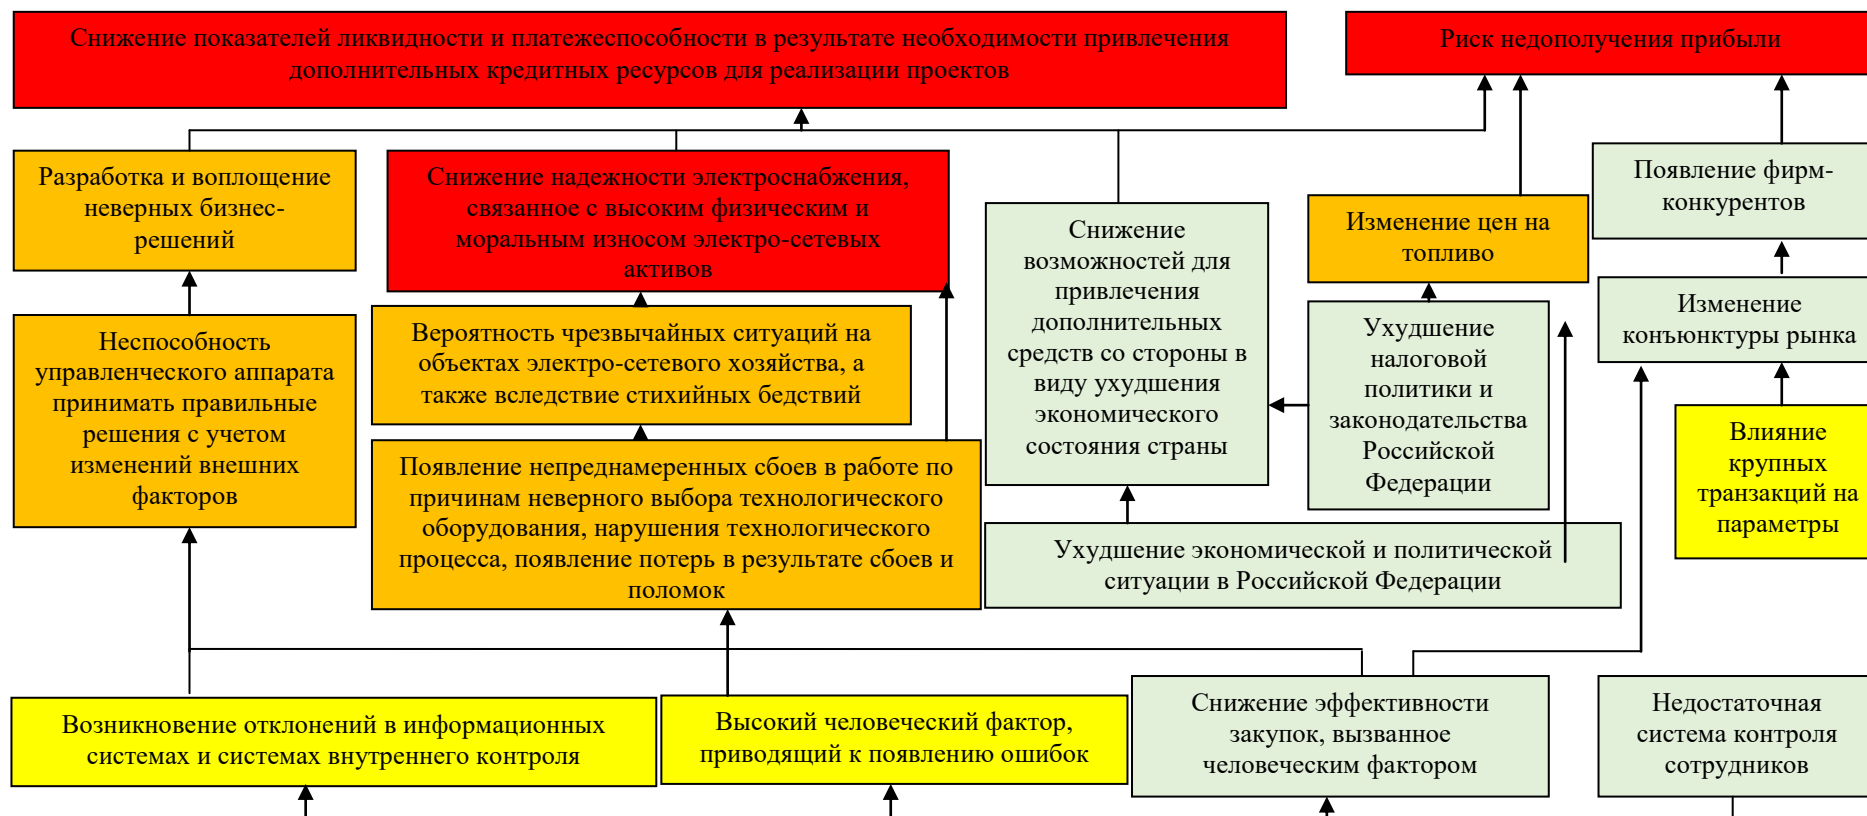 Снижение показателей ликвидности и платежеспособности в результате необходимости привлечения
дополнительных кредитных ресурсов для реализации проектов
Риск недополучения прибыли
Разработка и воплощение
неверных бизнес-
решений
Снижение надежности электроснабжения,
связанное с высоким физическим и
моральным износом электро-сетевых
активов
Снижение
возможностей для
привлечения
дополнительных
средств со стороны в
виду ухудшения
экономического
состояния страны
Изменение цен на
топливо
Появление фирм-
конкурентов
Неспособность
управленческого аппарата
принимать правильные
решения с учетом
изменений внешних
факторов
Вероятность чрезвычайных ситуаций на
объектах электро-сетевого хозяйства, а
также вследствие стихийных бедствий
Ухудшение
налоговой
политики и
законодательства
Российской
Федерации
Изменение
конъюнктуры рынка
Влияние
крупных
транзакций на
параметры
Появление непреднамеренных сбоев в работе по
причинам неверного выбора технологического
оборудования, нарушения технологического
процесса, появление потерь в результате сбоев и
поломок
Ухудшение экономической и политической
ситуации в Российской Федерации
Возникновение отклонений в информационных
системах и системах внутреннего контроля
Высокий человеческий фактор,
приводящий к появлению ошибок
Снижение эффективности
закупок, вызванное
человеческим фактором
Недостаточная
система контроля
сотрудников